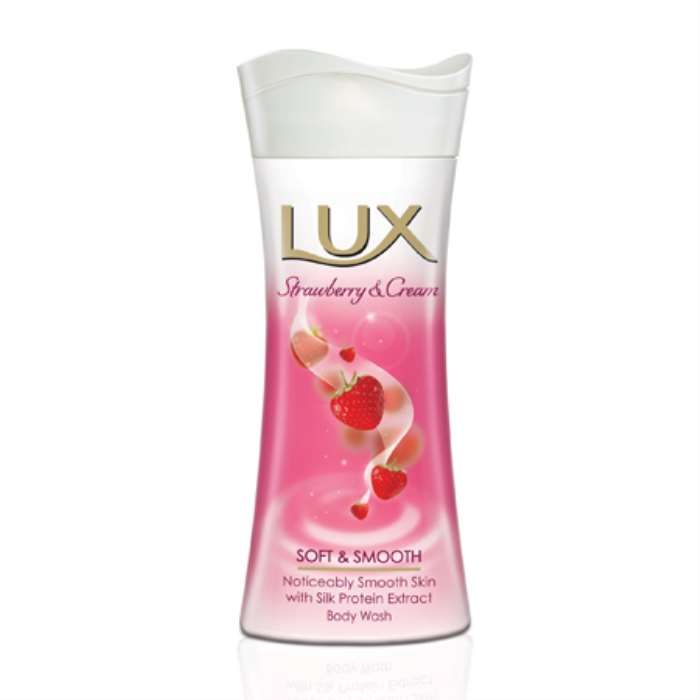 LUX
Strawberry & Cream
SOFT & SMOOTH
Noticeably Smooth Skin
with Silk Protein Extract
Body Wash